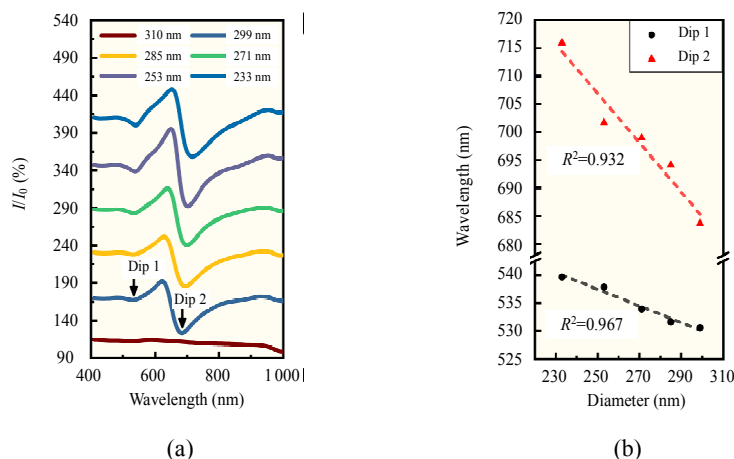 540
490
440
390
340
290
240
190
140
90
I/I0 (%)
310 nm
299 nm
285 nm
271 nm
253 nm
233 nm
Dip 1
Dip 2
400
600
800
1 000
Wavelength (nm)
(a)
720
715
710
705
700
695
690
685
680
540
535
530
525
Wavelength (nm)
Dip 1
Dip 2
R²=0.932
R²=0.967
230
250
270
290
310
Diameter (nm)
(b)